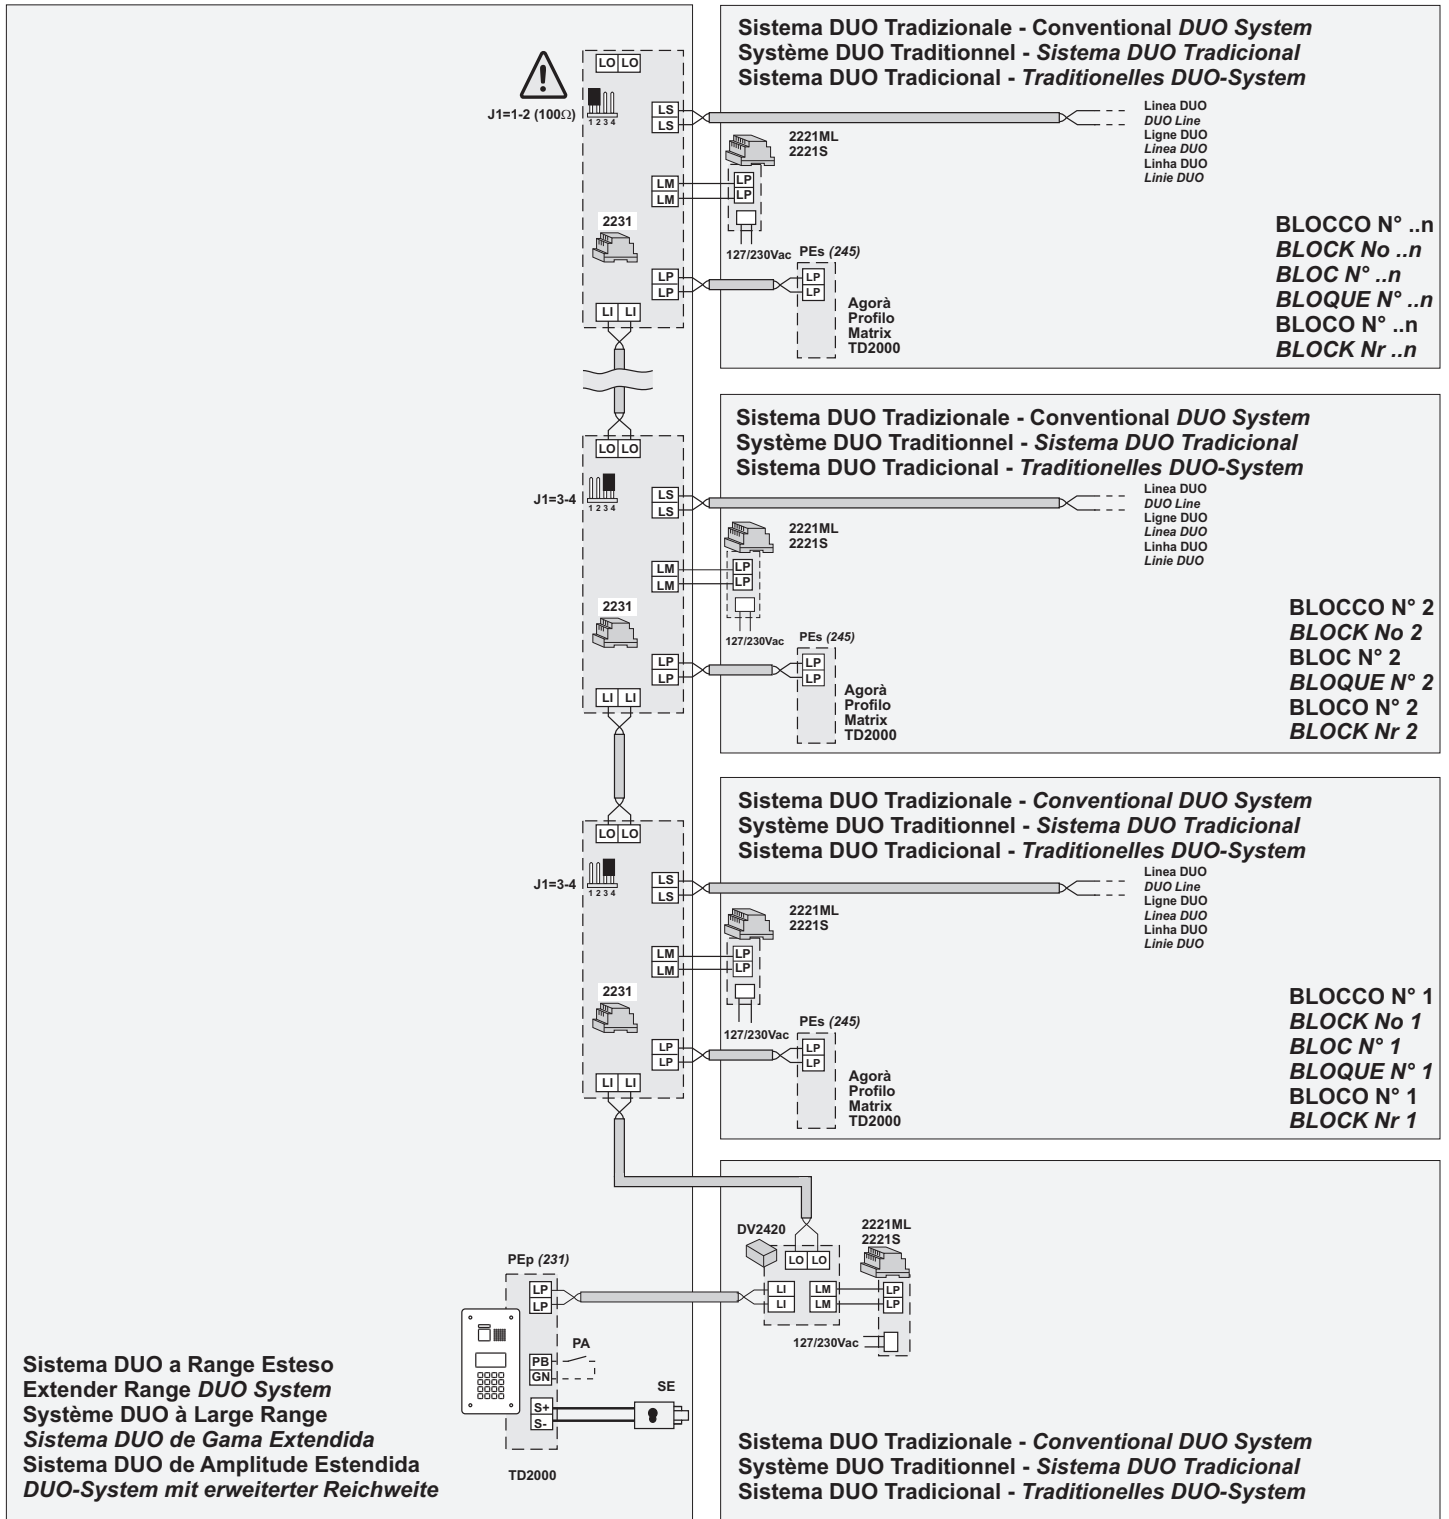 Sistema DUO Tradizionale - Conventional DUO System
Système DUO Traditionnel - Sistema DUO Tradicional
Sistema DUO Tradicional - Traditionelles DUO-System
LO LO
J1=1-2 (100Ω)
1 2 3 4
LS
LS
Linea DUO
DUO Line
Ligne DUO
Linea DUO
Linha DUO
Linie DUO
2221ML
2221S
LM
LM
LP
LP
2231
127/230Vac
PEs (245)
LP
LP
LP
LP
LI LI
Agorà
Profilo
Matrix
TD2000
BLOCCO N° ..n
BLOCK No ..n
BLOC N° ..n
BLOQUE N° ..n
BLOCO N° ..n
BLOCK Nr ..n
Sistema DUO Tradizionale - Conventional DUO System
Système DUO Traditionnel - Sistema DUO Tradicional
Sistema DUO Tradicional - Traditionelles DUO-System
LO LO
J1=3-4
1 2 3 4
LS
LS
Linea DUO
DUO Line
Ligne DUO
Linea DUO
Linha DUO
Linie DUO
2221ML
2221S
LM
LM
LP
LP
2231
127/230Vac
PEs (245)
LP
LP
LP
LP
LI LI
Agorà
Profilo
Matrix
TD2000
BLOCCO N° 2
BLOCK No 2
BLOC N° 2
BLOQUE N° 2
BLOCO N° 2
BLOCK Nr 2
Sistema DUO Tradizionale - Conventional DUO System
Système DUO Traditionnel - Sistema DUO Tradicional
Sistema DUO Tradicional - Traditionelles DUO-System
LO LO
J1=3-4
1 2 3 4
LS
LS
Linea DUO
DUO Line
Ligne DUO
Linea DUO
Linha DUO
Linie DUO
2221ML
2221S
LM
LM
LP
LP
2231
127/230Vac
PEs (245)
LP
LP
LP
LP
LI LI
Agorà
Profilo
Matrix
TD2000
BLOCCO N° 1
BLOCK No 1
BLOC N° 1
BLOQUE N° 1
BLOCO N° 1
BLOCK Nr 1
DV2420
2221ML
2221S
LO LO
LI
LI
LM
LM
LP
LP
127/230Vac
PEp (231)
LP
LP
PA
PB
GN
SE
S+
S-
TD2000
Sistema DUO a Range Esteso
Extender Range DUO System
Système DUO à Large Range
Sistema DUO de Gama Extendida
Sistema DUO de Amplitude Estendida
DUO-System mit erweiterter Reichweite
Sistema DUO Tradizionale - Conventional DUO System
Système DUO Traditionnel - Sistema DUO Tradicional
Sistema DUO Tradicional - Traditionelles DUO-System